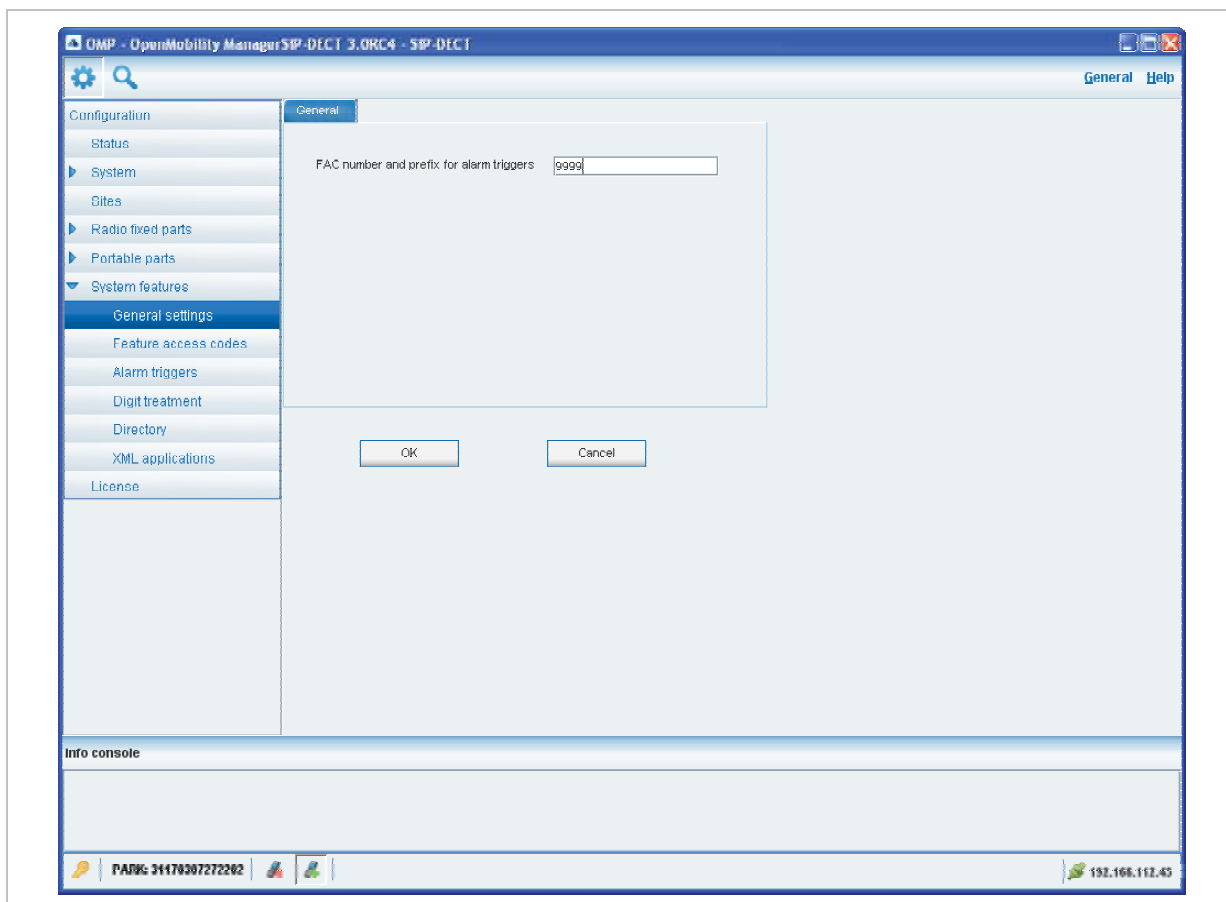 OMP - OpenMobility Manager SIP-DECT 3.0RC4 - SIP-DECT
General Help
Configuration
Status
System
Sites
Radio fixed parts
Portable parts
System features
General settings
Feature access codes
Alarm triggers
Digit treatment
Directory
XML applications
License
General
FAC number and prefix for alarm triggers 9999
OK Cancel
Info console
PARK: 31170307272202
192.168.112.43